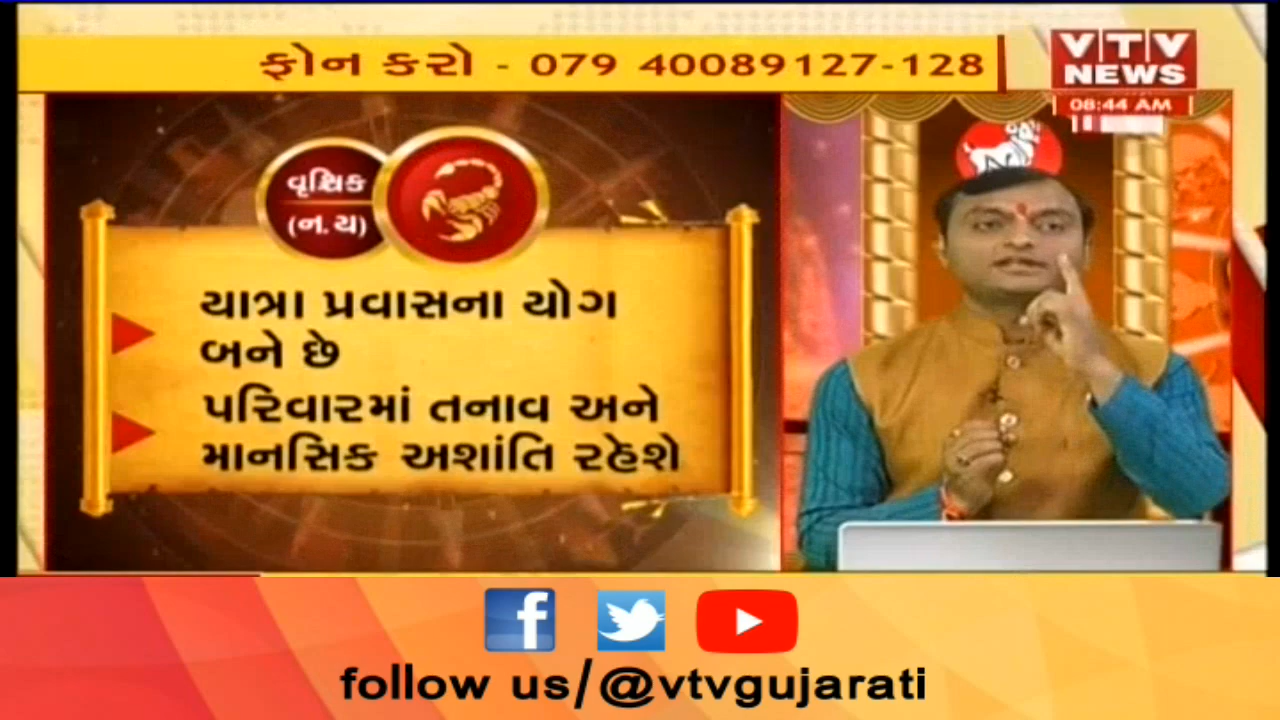 ફોન કરો - 079 40089127-128
VTV
NEWS
08:44 AM
વૃશ્ચિક
(ન.ય)
યાત્રા પ્રવાસના યોગ
બને છે
પરિવારમાં તનાવ અને
માનસિક અશાંતિ રહેશે
follow us/@vtvgujarati